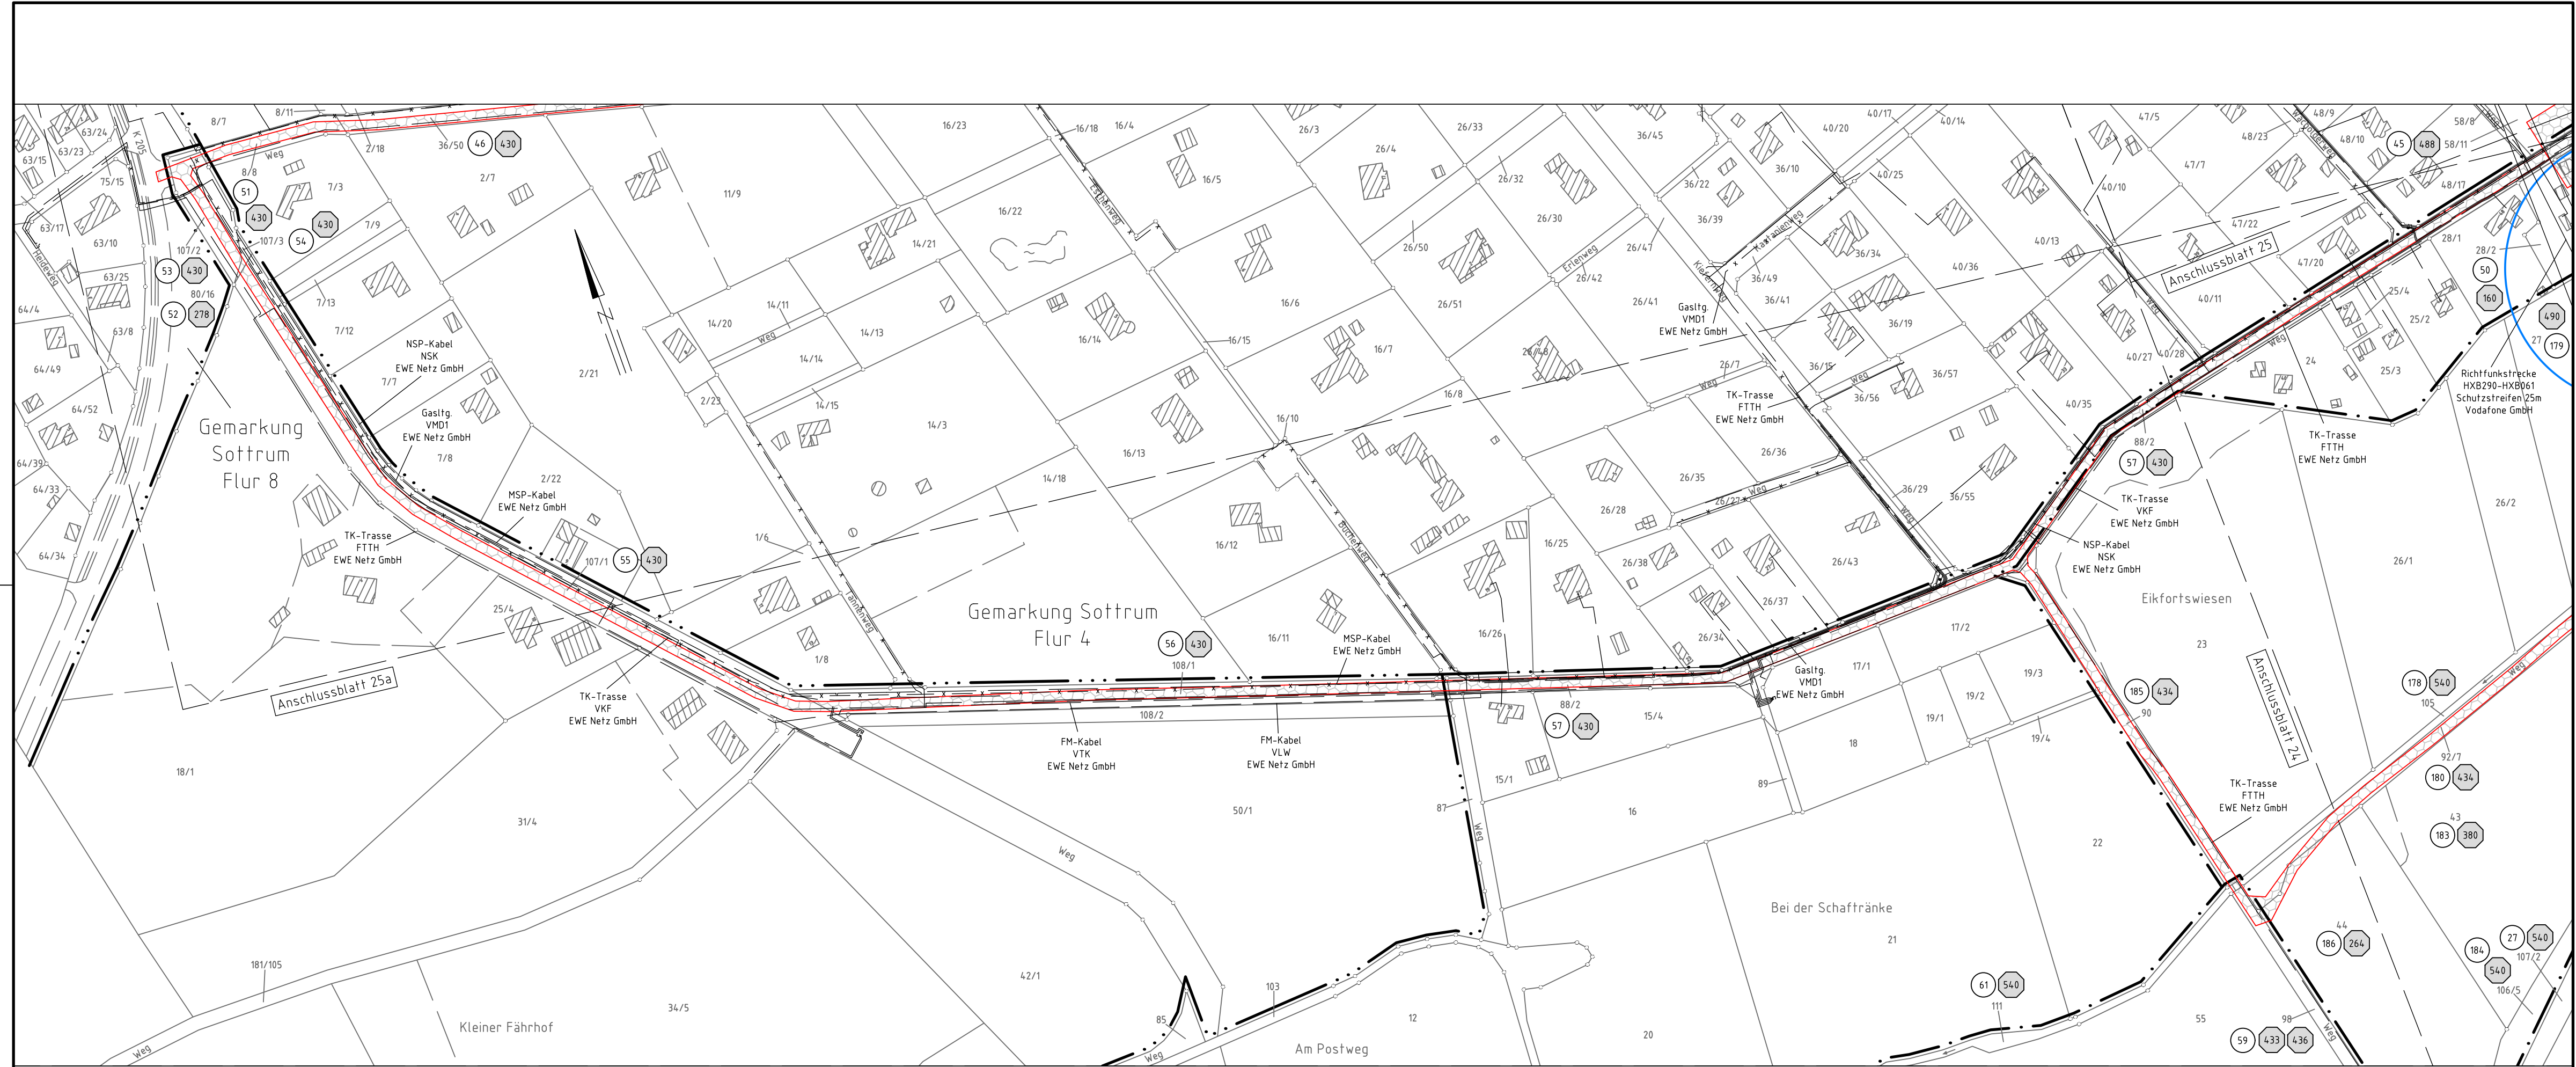 8/7
8/11
63/24
63/15
63/23
75/15
K 205
63/17
63/10
Heideweg
63/25
64/4
63/8
64/49
64/52
64/39
64/33
64/34
8/8
Weg
2/18
36/50
46
430
51
430
7/3
54
430
107/3
107/2
53
430
80/16
52
278
7/9
7/13
7/12
2/7
7/7
7/8
2/22
2/21
NSP-Kabel
NSK
EWE Netz GmbH
Gasltg.
VMD1
EWE Netz GmbH
MSP-Kabel
EWE Netz GmbH
Gemarkung
Sottrum
Flur 8
TK-Trasse
FTTH
EWE Netz GmbH
107/1
55
430
25/4
Anschlussblatt 25a
TK-Trasse
VKF
EWE Netz GmbH
18/1
31/4
181/105
Weg
34/5
Kleiner Fährhof
11/9
16/23
16/18
16/4
16/5
Eschenweg
16/22
14/21
14/20
14/11
Weg
14/13
14/14
14/15
2/23
14/3
1/6
1/8
Tannenweg
14/18
16/14
16/15
16/6
16/7
16/10
16/13
16/12
16/11
Buchenweg
16/8
Gemarkung Sottrum
Flur 4
56
430
108/1
MSP-Kabel
EWE Netz GmbH
108/2
FM-Kabel
VTK
EWE Netz GmbH
FM-Kabel
VLW
EWE Netz GmbH
50/1
Weg
42/1
85
Weg
103
12
Am Postweg
26/3
26/4
26/33
26/32
26/30
26/50
26/51
Erlenweg
26/42
26/47
26/41
26/48
26/7
Weg
36/45
36/22
36/39
36/10
Kiefernweg
Kastanienweg
Gasltg.
VMD1
EWE Netz GmbH
36/49
36/41
36/34
36/19
36/15
36/57
Weg
36/56
TK-Trasse
FTTH
EWE Netz GmbH
26/36
26/35
Weg
26/27
26/28
26/38
26/43
26/37
26/34
16/25
16/26
36/29
36/55
Weg
40/17
40/20
40/14
40/25
40/10
40/13
40/36
40/11
40/27
40/28
40/35
Weg
47/5
47/7
47/22
47/20
48/9
48/10
48/23
48/17
58/8
58/11
45
488
Anschlussblatt 25
28/1
28/2
25/4
25/2
25/3
24
Weg
50
160
490
27
179
Richtfunkstrecke
HXB290-HXB061
Schutzstreifen 25m
Vodafone GmbH
TK-Trasse
FTTH
EWE Netz GmbH
88/2
57
430
TK-Trasse
VKF
EWE Netz GmbH
NSP-Kabel
NSK
EWE Netz GmbH
Eikfortswiesen
23
26/2
26/1
Gasltg.
VMD1
EWE Netz GmbH
88/2
57
430
15/4
15/1
87
Weg
16
89
17/1
17/2
18
19/1
19/2
19/3
19/4
22
185
434
90
Anschlussblatt 24
TK-Trasse
FTTH
EWE Netz GmbH
178
540
105
Weg
92/7
180
434
43
183
380
Bei der Schaftränke
21
20
61
540
111
44
186
264
184
540
27
540
107/2
106/5
55
98
Weg
59
433
436